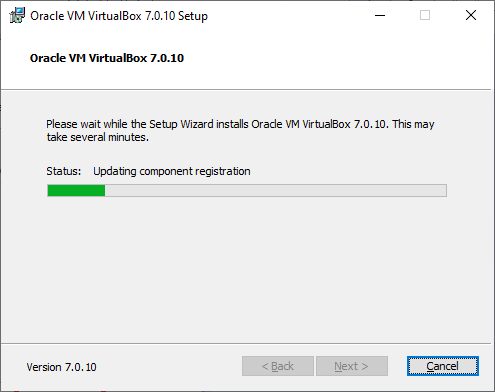 Oracle VM VirtualBox 7.0.10 Setup
Oracle VM VirtualBox 7.0.10
Please wait while the Setup Wizard installs Oracle VM VirtualBox 7.0.10. This may
take several minutes.
Status: Updating component registration
Version 7.0.10 < Back Next > Cancel